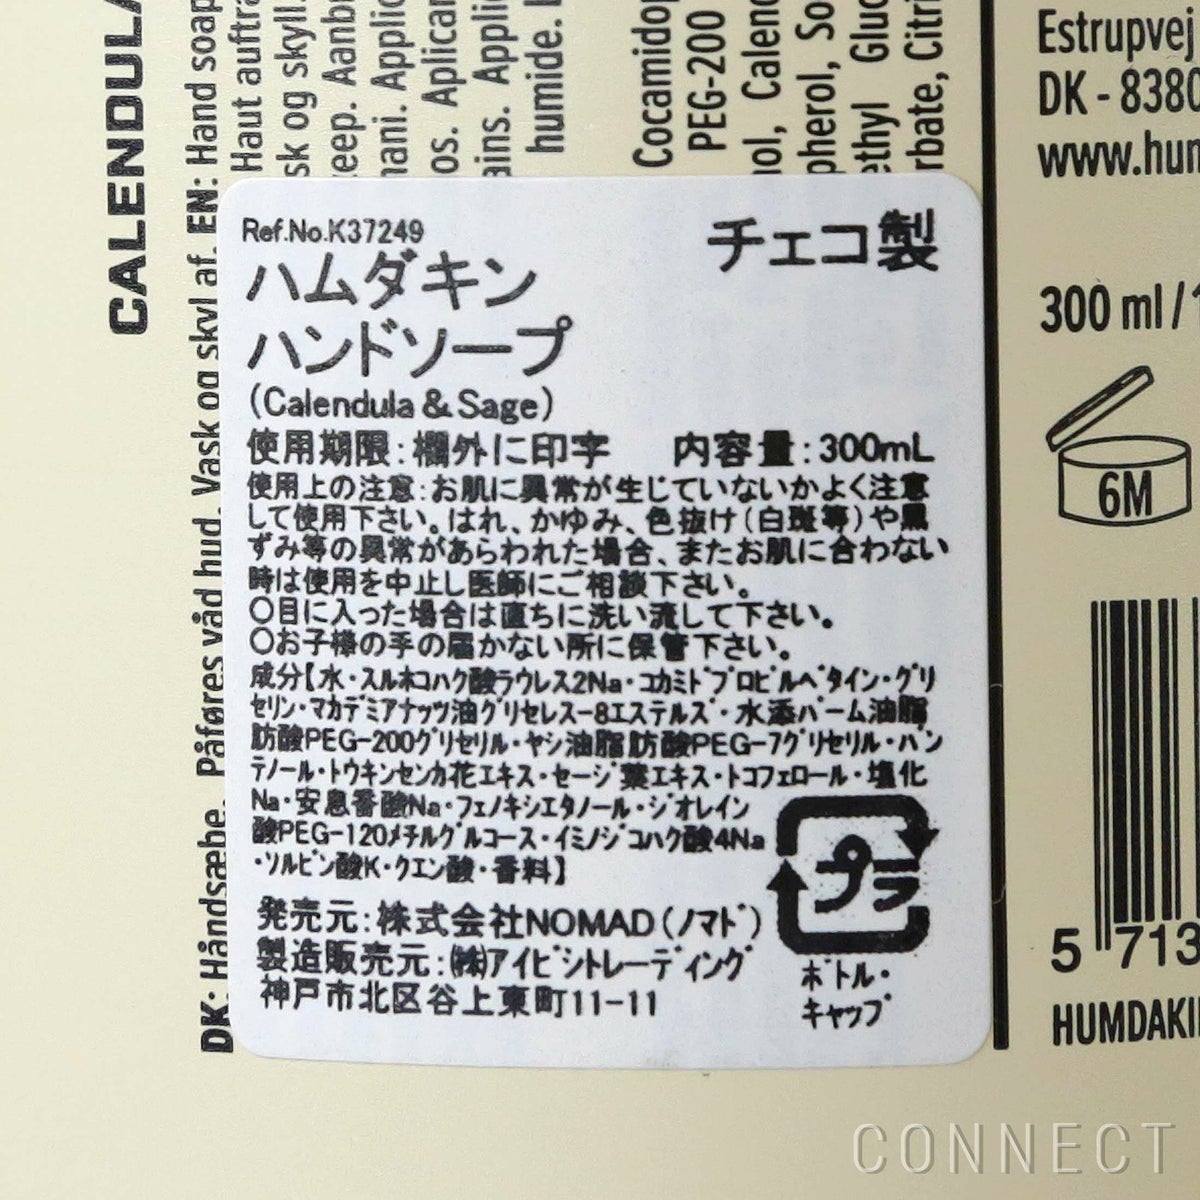 CALENDULA
EN: Hand soap
Haut auftra
sk og skyll.
eep. Aanbr
mani. Applic
os. Aplicar
ains. Applic
humide.
DK: Håndsæbe. Påføres våd hud. Vask og skyl af.
Cocamidop
PEG-200
nol, Calen
pherol, So
ethyl Gluc
rbate, Citri
Estrupvej
DK - 8380
www.hum
300 ml /
6M
5 713
HUMDAKI
Ref.No.K37249
チェコ製
ハムダキン
ハンドソープ
(Calendula & Sage)
使用期限:欄外に印字 内容量:300mL
使用上の注意:お肌に異常が生じていないかよく注意
して使用下さい。はれ、かゆみ、色抜け(白斑等)や黒
ずみ等の異常があらわれた場合、またお肌に合わない
時は使用を中止し医師にご相談下さい。
〇目に入った場合は直ちに洗い流して下さい。
〇お子様の手の届かない所に保管下さい。
成分【水・スルホコハク酸ラウレス2Na・コカミドプロピルベタイン・グリ
セリン・マカデミアナッツ油グリセレス-8エステルズ・水添パーム油脂
肪酸PEG-200グリセリル・ヤシ油脂肪酸PEG-7グリセリル・パン
テノール・トウキンセンカ花エキス・セージ葉エキス・トコフェロール・塩化
Na・安息香酸Na・フェノキシエタノール・ジオレイン
酸PEG-120メチルグルコース・イミノジコハク酸4Na
・ソルビン酸K・クエン酸・香料】
発売元:株式会社NOMAD(ノマド)
製造販売元:㈱アイビシトレーディング
神戸市北区谷上東町11-11
プラ
ボトル・
キャップ
CONNECT